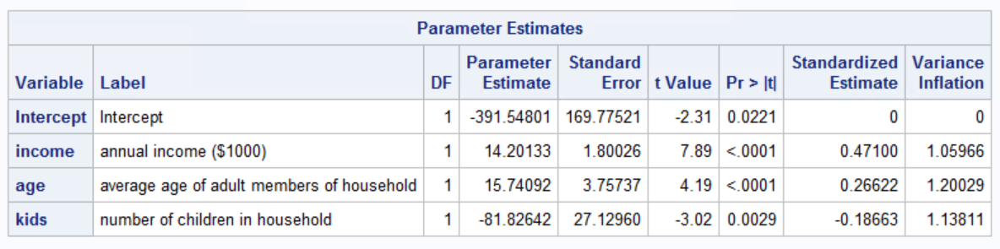 Parameter Estimates
Variable Label DF Parameter Estimate Standard Error t Value Pr > |t| Standardized Estimate Variance Inflation
Intercept Intercept 1 -391.54801 169.77521 -2.31 0.0221 0 0
income annual income ($1000) 1 14.20133 1.80026 7.89 <.0001 0.47100 1.05966
age average age of adult members of household 1 15.74092 3.75737 4.19 <.0001 0.26622 1.20029
kids number of children in household 1 -81.82642 27.12960 -3.02 0.0029 -0.18663 1.13811